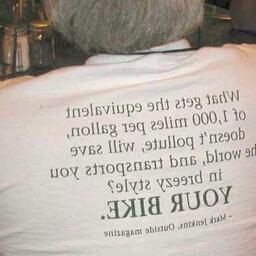 What gets the equivalent
of 1,000 miles per gallon,
doesn't pollute, will save
the world, and transports you
in breezy style?
YOUR BIKE.
– Mark Jenkins, Outside magazine